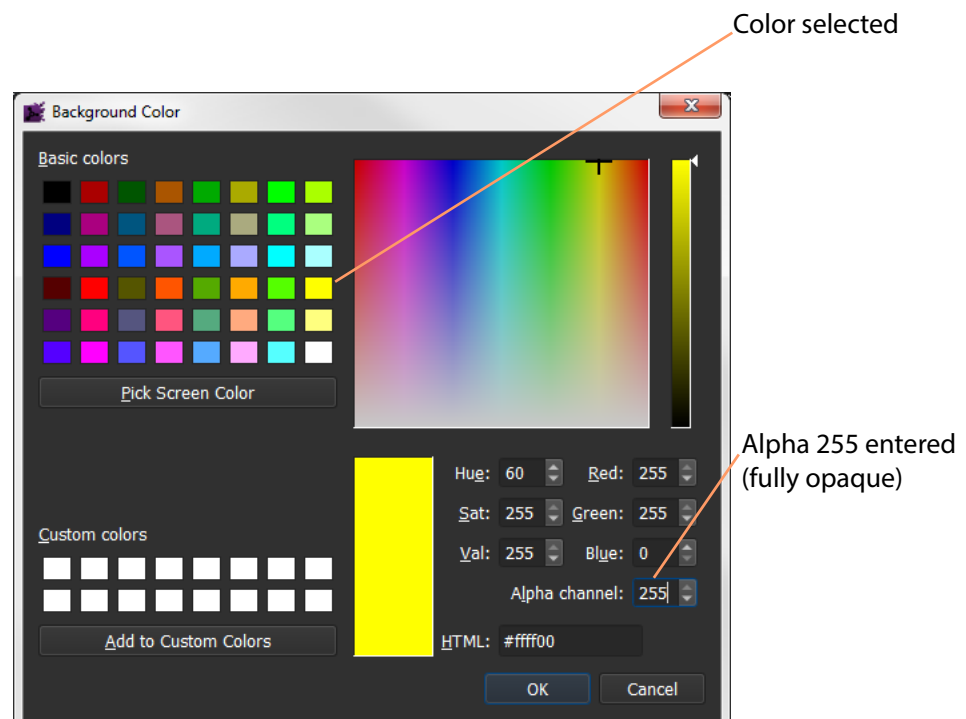 Color selected
Background Color
Basic colors
Pick Screen Color
Custom colors
Add to Custom Colors
Hue: 60 Red: 255
Sat: 255 Green: 255
Val: 255 Blue: 0
Alpha channel: 255
HTML: #ffff00
OK Cancel
Alpha 255 entered
(fully opaque)